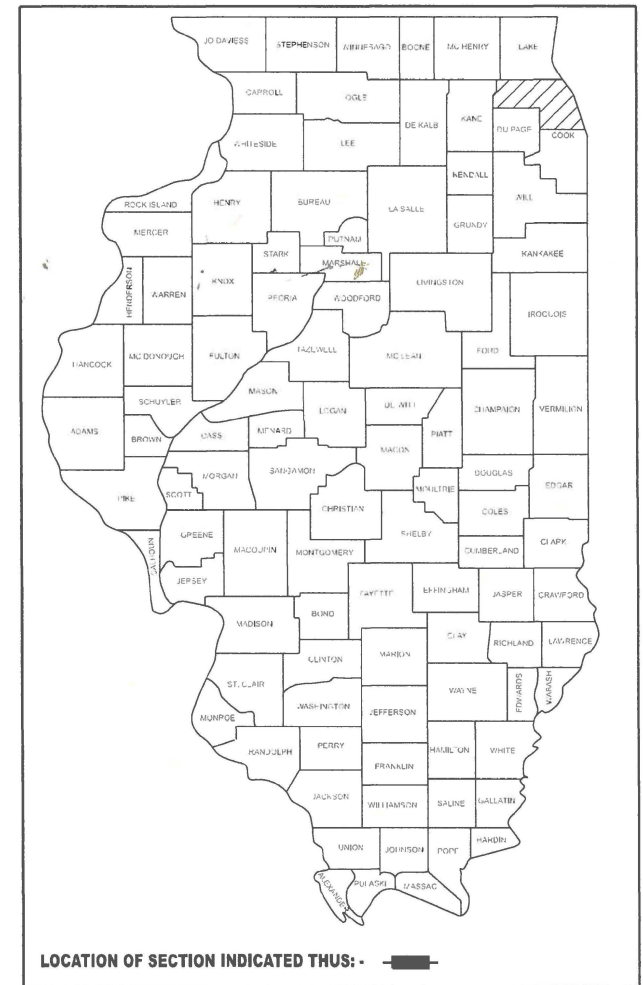 JO DAVIESS STEPHENSON WINNEBAGO BOONE MC HENRY LAKE
CARROLL OGLE DE KALB KANE DU PAGE COOK
WHITESIDE LEE
KENDALL WILL
ROCK ISLAND HENRY BUREAU LA SALLE
MERCER PUTNAM GRUNDY
STARK MARSHALL KANKAKEE
HENDERSON WARREN KNOX PEORIA WOODFORD LIVINGSTON
IROQUOIS
HANCOCK MC DONOUGH FULTON TAZEWELL MC LEAN FORD
SCHUYLER MASON LOGAN DE WITT CHAMPAIGN VERMILION
ADAMS BROWN CASS MENARD MACON PIATT
PIKE SCOTT MORGAN SANGAMON MOULTRIE DOUGLAS EDGAR
CHRISTIAN COLES
CALHOUN GREENE MACOUPIN MONTGOMERY SHELBY CUMBERLAND CLARK
JERSEY FAYETTE EFFINGHAM JASPER CRAWFORD
MADISON BOND CLAY RICHLAND LAWRENCE
CLINTON MARION
ST. CLAIR WAYNE EDWARDS WABASH
MONROE WASHINGTON JEFFERSON
RANDOLPH PERRY HAMILTON WHITE
FRANKLIN
JACKSON WILLIAMSON SALINE GALLATIN
UNION JOHNSON POPE HARDIN
ALEXANDER PULASKI MASSAC
LOCATION OF SECTION INDICATED THUS: -